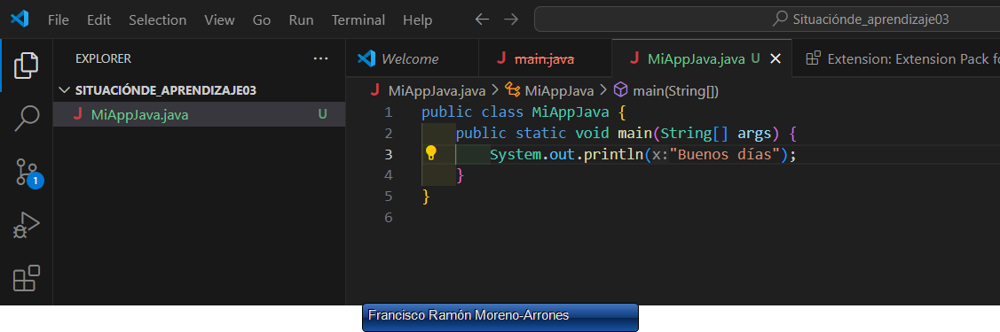 File Edit Selection View Go Run Terminal Help Situaciónde_aprendizaje03
EXPLORER ···
SITUACIÓNDE_APRENDIZAJE03
J MiAppJava.java U
1
Welcome J main.java J MiAppJava.java U Extension: Extension Pack fo
J MiAppJava.java > MiAppJava > main(String[])
1 public class MiAppJava {
2 public static void main(String[] args) {
3 System.out.println(x:"Buenos días");
4 }
5 }
6
Francisco Ramón Moreno-Arrones